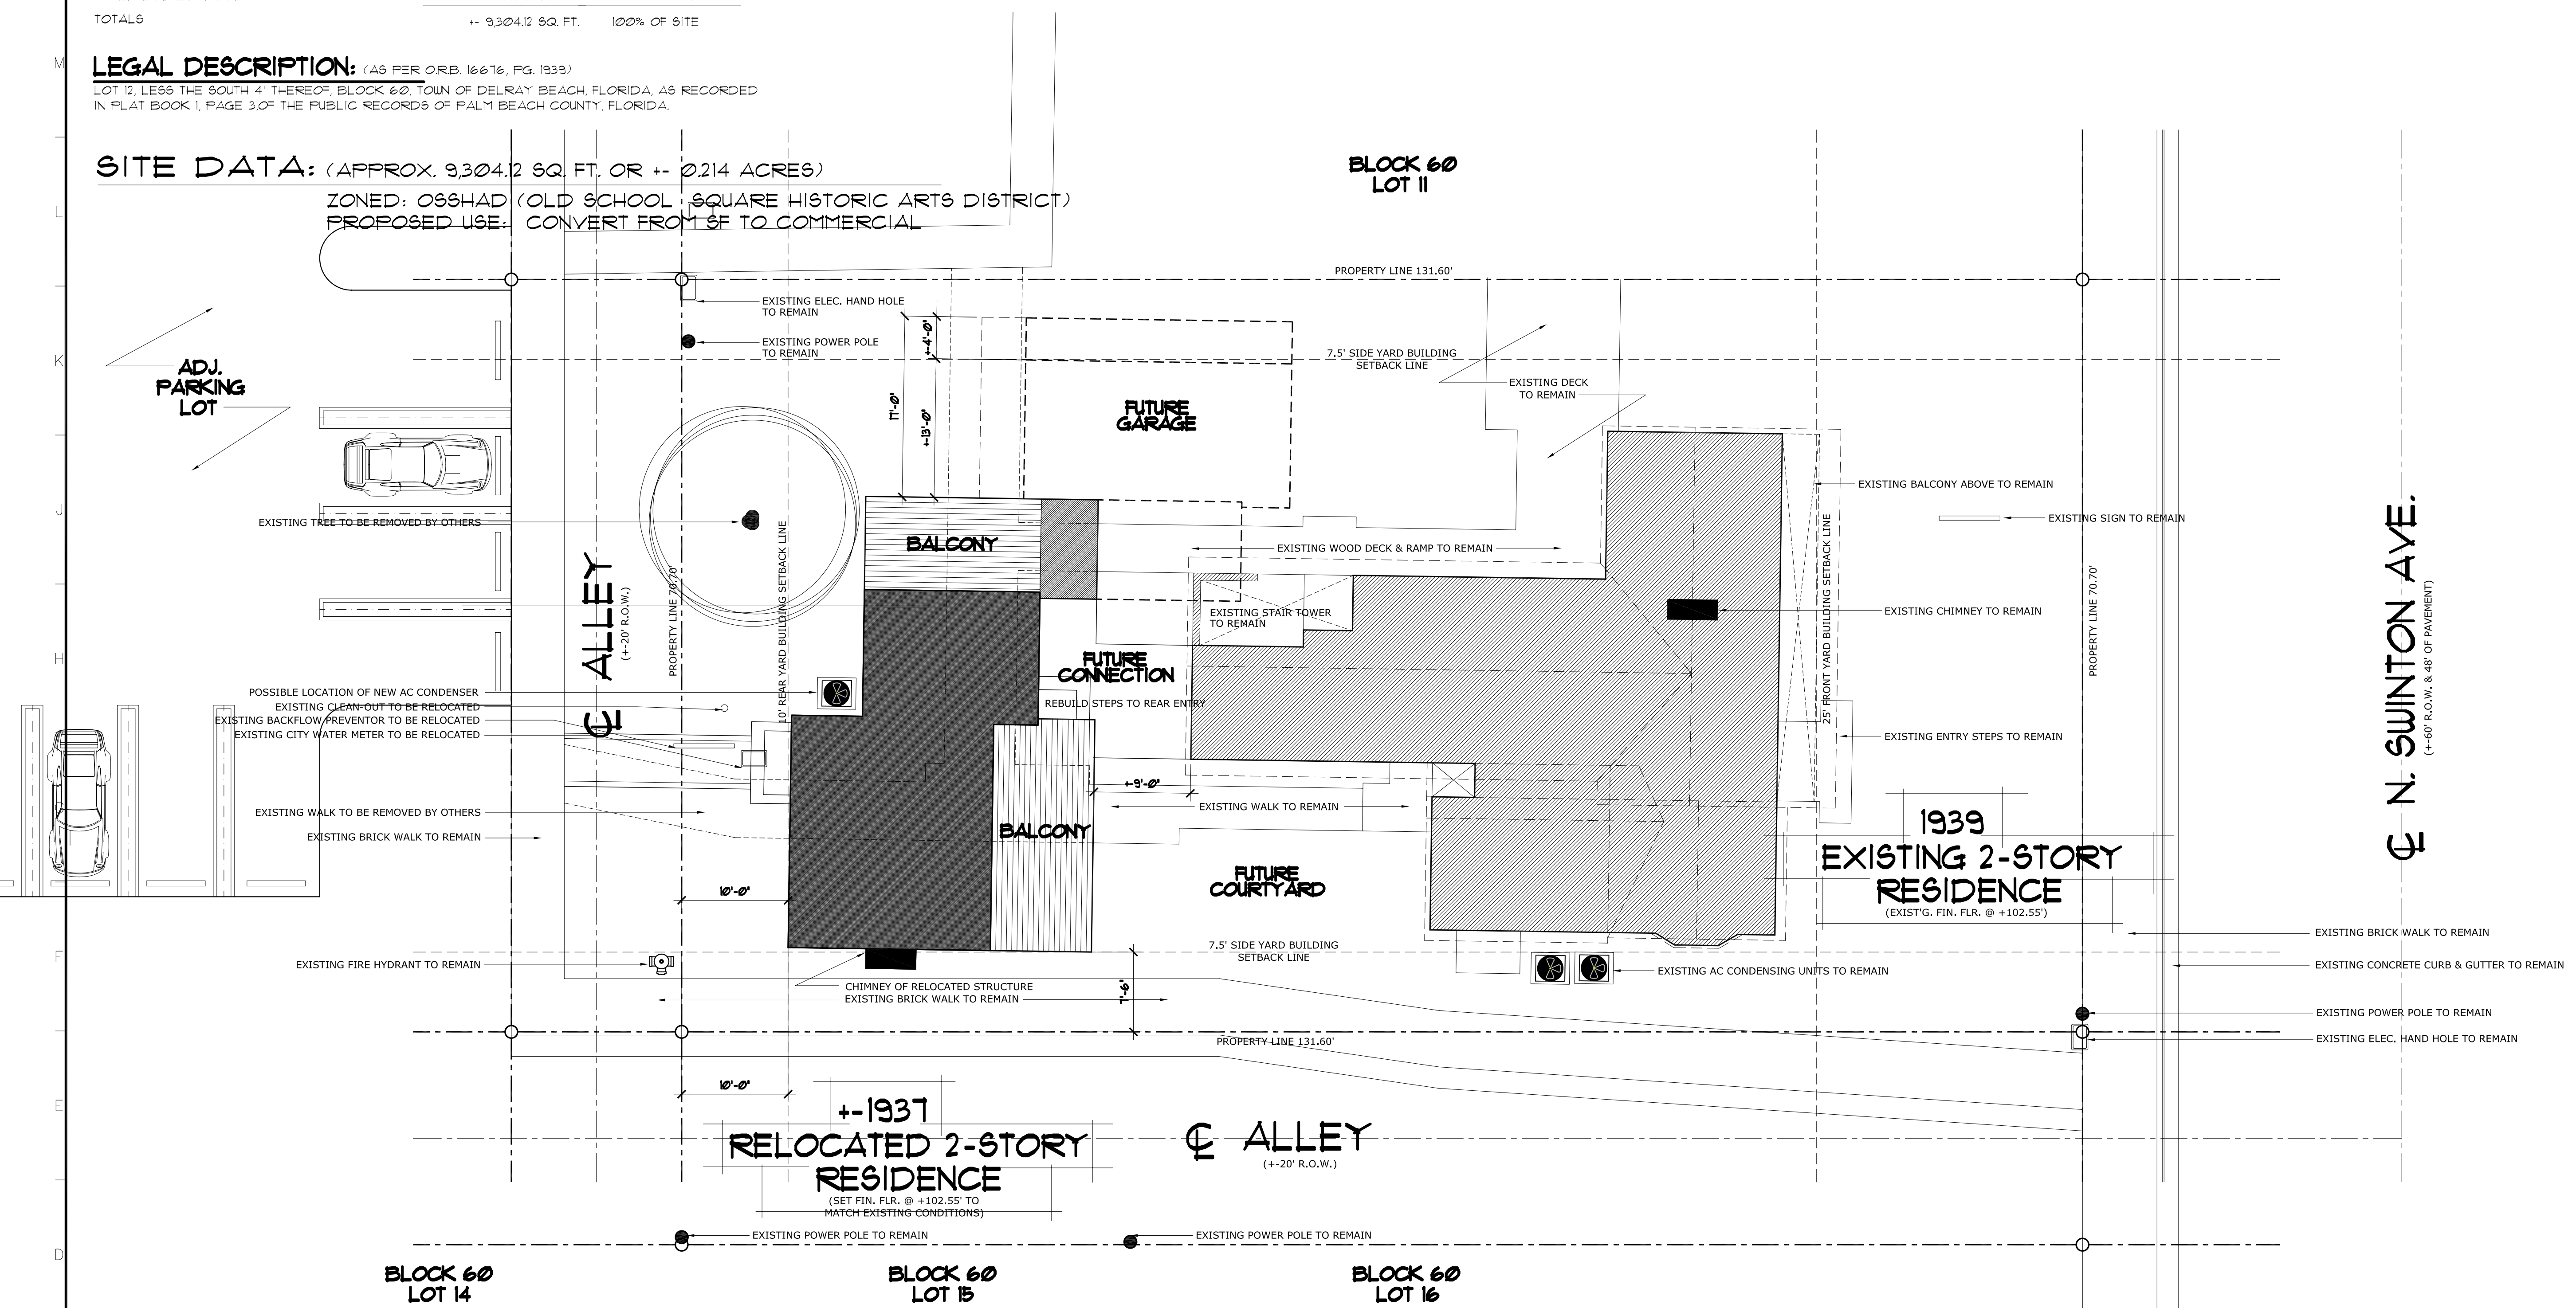 TOTALS
+- 9,304.12 SQ. FT. 100% OF SITE
M
LEGAL DESCRIPTION: (AS PER O.R.B. 16676, PG. 1939)
LOT 12, LESS THE SOUTH 4' THEREOF, BLOCK 60, TOWN OF DELRAY BEACH, FLORIDA, AS RECORDED
IN PLAT BOOK 1, PAGE 3,OF THE PUBLIC RECORDS OF PALM BEACH COUNTY, FLORIDA.
SITE DATA: (APPROX. 9,304.12 SQ. FT. OR +- 0.214 ACRES)
ZONED: OSSHAD (OLD SCHOOL SQUARE HISTORIC ARTS DISTRICT)
PROPOSED USE: CONVERT FROM SF TO COMMERCIAL
BLOCK 60
LOT 11
L
PROPERTY LINE 131.60'
EXISTING ELEC. HAND HOLE
TO REMAIN
EXISTING POWER POLE
TO REMAIN
+-4'-0"
17'-0"
+-13'-0"
7.5' SIDE YARD BUILDING
SETBACK LINE
K
ADJ.
PARKING
LOT
FUTURE
GARAGE
EXISTING DECK
TO REMAIN
EXISTING BALCONY ABOVE TO REMAIN
J
EXISTING TREE TO BE REMOVED BY OTHERS
BALCONY
EXISTING WOOD DECK & RAMP TO REMAIN
EXISTING SIGN TO REMAIN
C L ALLEY
(+-20' R.O.W.)
PROPERTY LINE 70.70'
10' REAR YARD BUILDING SETBACK LINE
EXISTING STAIR TOWER
TO REMAIN
EXISTING CHIMNEY TO REMAIN
25' FRONT YARD BUILDING SETBACK LINE
PROPERTY LINE 70.70'
C L N. SWINTON AVE.
(+-60' R.O.W. & 48' OF PAVEMENT)
H
FUTURE
CONNECTION
POSSIBLE LOCATION OF NEW AC CONDENSER
EXISTING CLEAN-OUT TO BE RELOCATED
REBUILD STEPS TO REAR ENTRY
EXISTING BACKFLOW PREVENTOR TO BE RELOCATED
EXISTING CITY WATER METER TO BE RELOCATED
EXISTING ENTRY STEPS TO REMAIN
+-9'-0"
EXISTING WALK TO BE REMOVED BY OTHERS
EXISTING WALK TO REMAIN
EXISTING BRICK WALK TO REMAIN
BALCONY
1939
EXISTING 2-STORY
RESIDENCE
(EXIST'G. FIN. FLR. @ +102.55')
FUTURE
COURTYARD
10'-0"
F
7.5' SIDE YARD BUILDING
SETBACK LINE
EXISTING BRICK WALK TO REMAIN
EXISTING FIRE HYDRANT TO REMAIN
EXISTING AC CONDENSING UNITS TO REMAIN
EXISTING CONCRETE CURB & GUTTER TO REMAIN
CHIMNEY OF RELOCATED STRUCTURE
EXISTING BRICK WALK TO REMAIN
7'-6"
EXISTING POWER POLE TO REMAIN
PROPERTY LINE 131.60'
EXISTING ELEC. HAND HOLE TO REMAIN
10'-0"
E
+-1937
RELOCATED 2-STORY
RESIDENCE
(SET FIN. FLR. @ +102.55' TO
MATCH EXISTING CONDITIONS)
C L ALLEY
(+-20' R.O.W.)
EXISTING POWER POLE TO REMAIN
EXISTING POWER POLE TO REMAIN
D
BLOCK 60
LOT 14
BLOCK 60
LOT 15
BLOCK 60
LOT 16